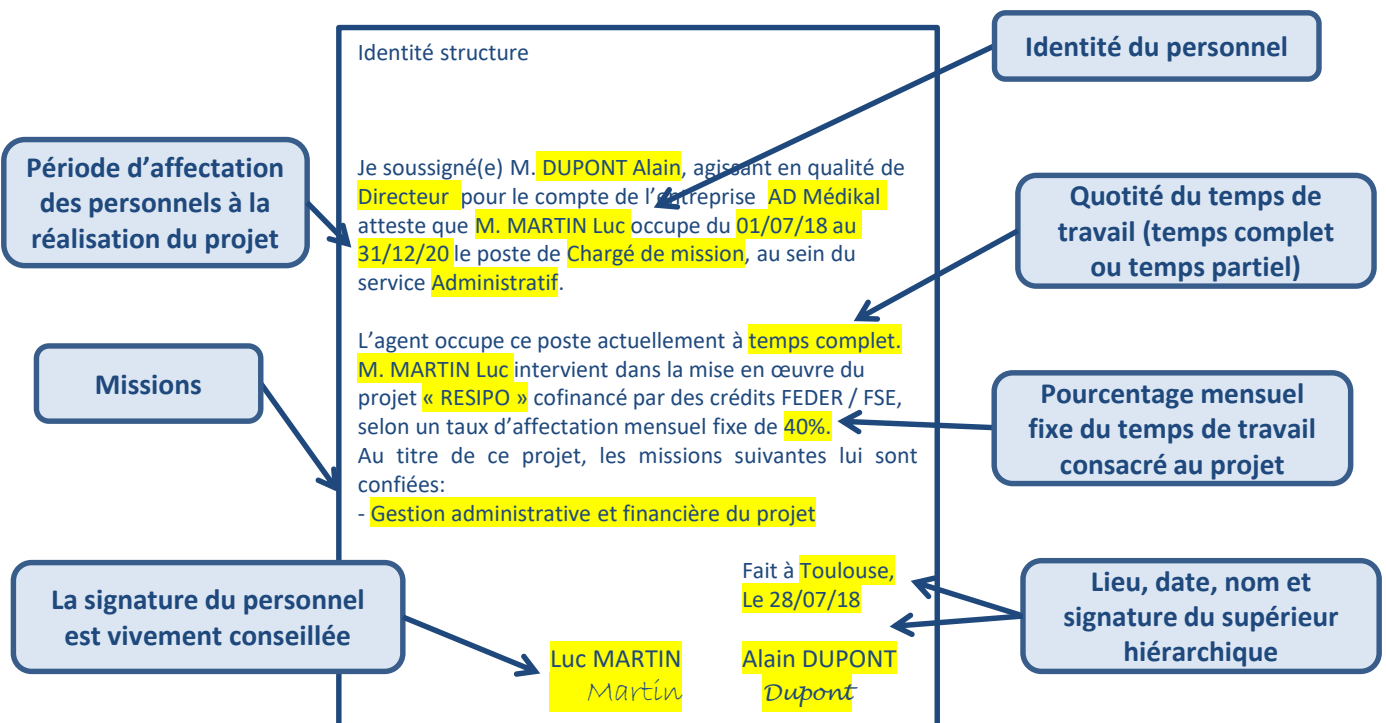 Identité du personnel
Identité structure
Période d’affectation
des personnels à la
réalisation du projet
Je soussigné(e) M. DUPONT Alain, agissant en qualité de
Directeur pour le compte de l’entreprise AD Médikal
atteste que M. MARTIN Luc occupe du 01/07/18 au
31/12/20 le poste de Chargé de mission, au sein du
service Administratif.
Quotité du temps de
travail (temps complet
ou temps partiel)
L’agent occupe ce poste actuellement à temps complet.
M. MARTIN Luc intervient dans la mise en œuvre du
projet « RESIPO » cofinancé par des crédits FEDER / FSE,
selon un taux d’affectation mensuel fixe de 40%.
Au titre de ce projet, les missions suivantes lui sont
confiées:
- Gestion administrative et financière du projet
Missions
Pourcentage mensuel
fixe du temps de travail
consacré au projet
Fait à Toulouse,
Le 28/07/18
Lieu, date, nom et
signature du supérieur
hiérarchique
La signature du personnel
est vivement conseillée
Luc MARTIN
Martin
Alain DUPONT
Dupont